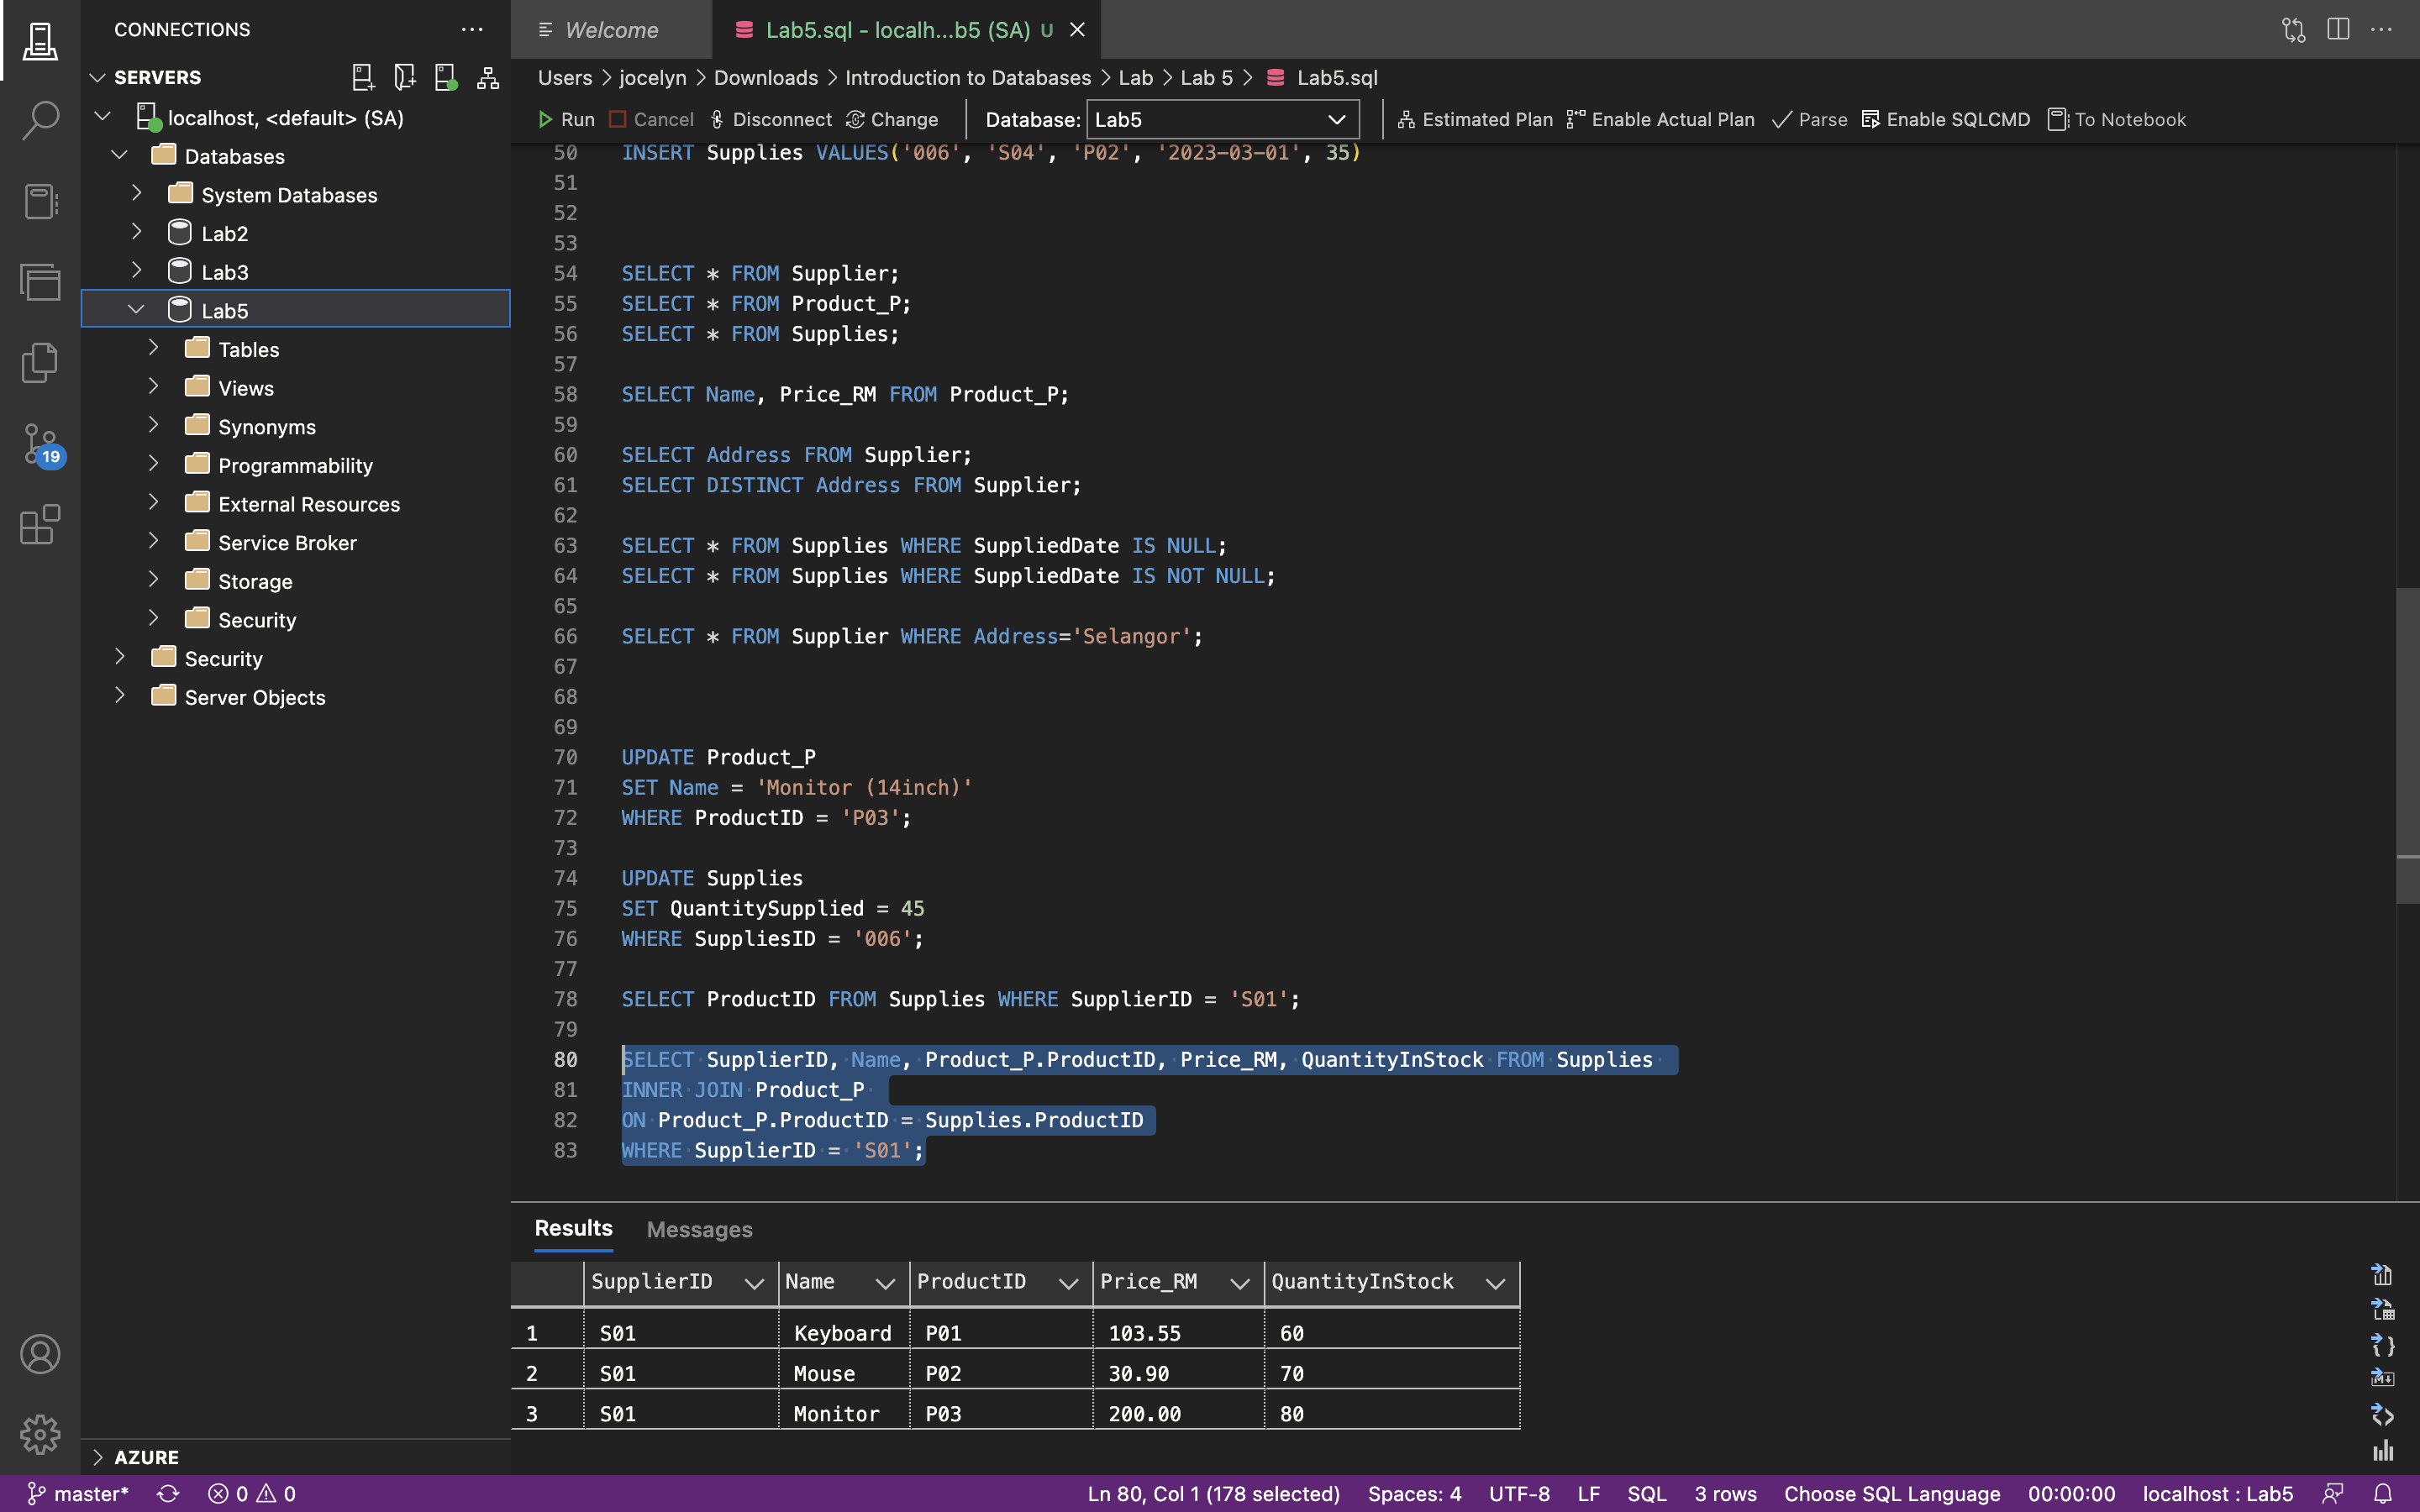 CONNECTIONS
SERVERS
localhost, <default> (SA)
Databases
System Databases
Lab2
Lab3
Lab5
Tables
Views
Synonyms
Programmability
External Resources
Service Broker
Storage
Security
Security
Server Objects
19
AZURE
Welcome
Lab5.sql - localh...b5 (SA) U
Users > jocelyn > Downloads > Introduction to Databases > Lab > Lab 5 > Lab5.sql
Run Cancel Disconnect Change Database: Lab5 Estimated Plan Enable Actual Plan Parse Enable SQLCMD To Notebook
50 INSERT Supplies VALUES('006', 'S04', 'P02', '2023-03-01', 35)
51
52
53
54 SELECT * FROM Supplier;
55 SELECT * FROM Product_P;
56 SELECT * FROM Supplies;
57
58 SELECT Name, Price_RM FROM Product_P;
59
60 SELECT Address FROM Supplier;
61 SELECT DISTINCT Address FROM Supplier;
62
63 SELECT * FROM Supplies WHERE SuppliedDate IS NULL;
64 SELECT * FROM Supplies WHERE SuppliedDate IS NOT NULL;
65
66 SELECT * FROM Supplier WHERE Address='Selangor';
67
68
69
70 UPDATE Product_P
71 SET Name = 'Monitor (14inch)'
72 WHERE ProductID = 'P03';
73
74 UPDATE Supplies
75 SET QuantitySupplied = 45
76 WHERE SuppliesID = '006';
77
78 SELECT ProductID FROM Supplies WHERE SupplierID = 'S01';
79
80 SELECT SupplierID, Name, Product_P.ProductID, Price_RM, QuantityInStock FROM Supplies
81 INNER JOIN Product_P
82 ON Product_P.ProductID = Supplies.ProductID
83 WHERE SupplierID = 'S01';
Results Messages
SupplierID Name ProductID Price_RM QuantityInStock
1 S01 Keyboard P01 103.55 60
2 S01 Mouse P02 30.90 70
3 S01 Monitor P03 200.00 80
master* 0 0 Ln 80, Col 1 (178 selected) Spaces: 4 UTF-8 LF SQL 3 rows Choose SQL Language 00:00:00 localhost : Lab5